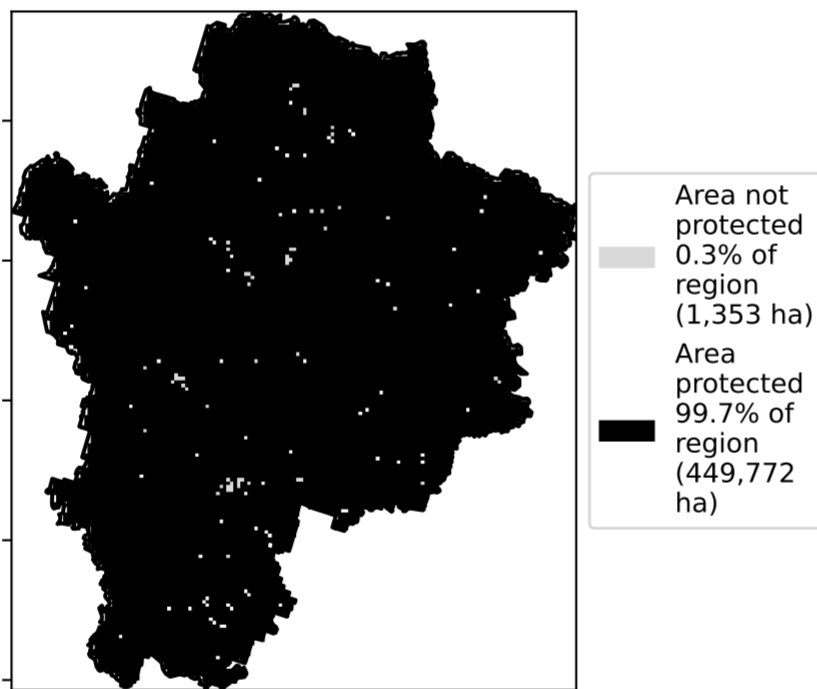 Area not
protected
0.3% of
region
(1,353 ha)
Area
protected
99.7% of
region
(449,772
ha)